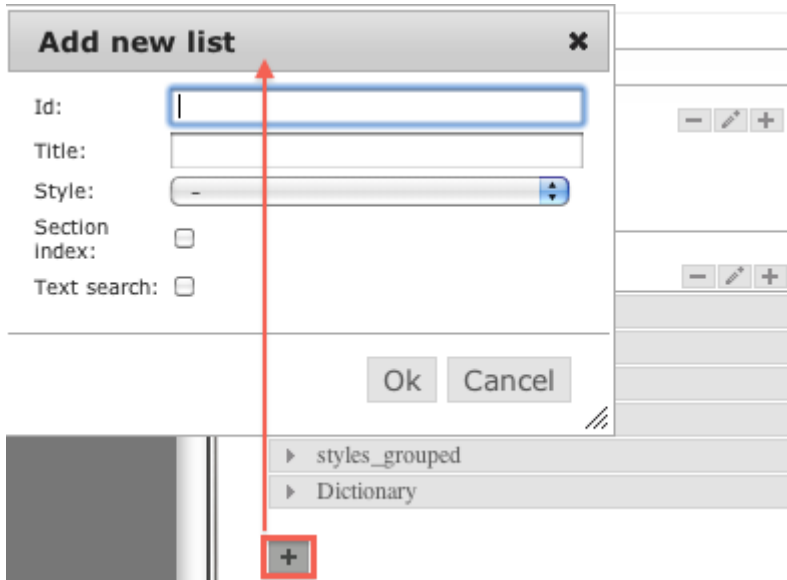 Add new list
Id:
Title:
Style:
-
Section
index:
Text search:
Ok
Cancel
styles_grouped
Dictionary